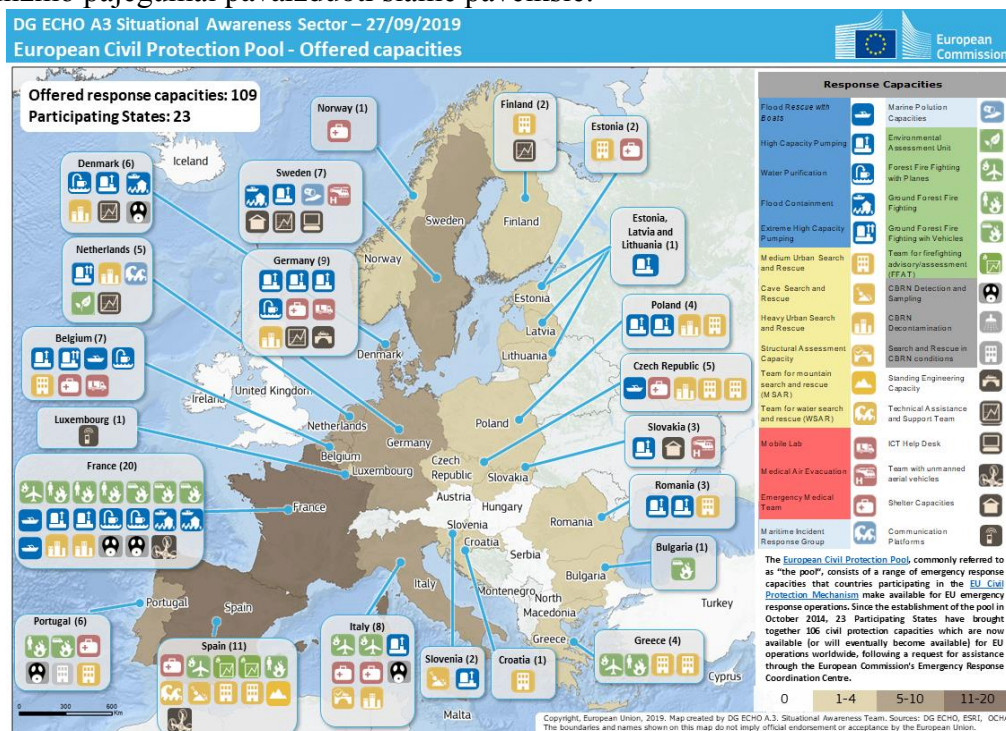 pajėgumai pavaizduoti šiame paveiksle.
DG ECHO A3 Situational Awareness Sector – 27/09/2019
European Civil Protection Pool - Offered capacities
European
Commission
Offered response capacities: 109
Participating States: 23
Norway (1)
Finland (2)
Estonia (2)
Denmark (6)
Iceland
Sweden (7)
Sweden
Finland
Estonia,
Latvia and
Lithuania (1)
Netherlands (5)
Germany (9)
Norway
Estonia
Latvia
Lithuania
Poland (4)
Belgium (7)
Denmark
Czech Republic (5)
United Kingdom
Ireland
Netherlands
Poland
Luxembourg (1)
Germany
Belgium
Luxembourg
Czech
Republic
Slovakia
Slovakia (3)
France (20)
Austria
Hungary
France
Slovenia
Croatia
Romania
Romania (3)
Serbia
Bulgaria (1)
Italy
Montenegro
Bulgaria
North
Macedonia
Turkey
Portugal
Spain
Greece
Portugal (6)
Spain (11)
Italy (8)
Slovenia (2)
Croatia (1)
Greece (4)
Cyprus
Malta
0 300 600
Km
Response Capacities
Flood Rescue with
Boats
Marine Polution
Capacities
High Capacity Pumping
Environmental
Assessment Unit
Water Purification
Forest Fire Fighting
with Planes
Flood Containment
Ground Forest Fire
Fighting
Extreme High Capacity
Pumping
Ground Forest Fire
Fighting wih Vehicles
Medium Urban Search
and Rescue
Team for firefighting
advisory/assessment
(FFAT)
Cave Search and
Rescue
CBRN Detection and
Sampling
Heavy Urban Search
and Rescue
CBRN
Decontamination
Structural Assessment
Capacity
Search and Rescue in
CBRN conditions
Team for mountain
search and rescue
(MSAR)
Standing Engineering
Capacity
Team for water search
and rescue (WSAR)
Technical Assistance
and Support Team
Mobile Lab
ICT Help Desk
Medical Air Evacuation
Team with unmanned
aerial vehicles
Emergency Medical
Team
Shelter Capacities
Maritime Incident
Response Group
Communication
Platforms
The European Civil Protection Pool, commonly referred to
as "the pool", consists of a range of emergency response
capacities that countries participating in the EU Civil
Protection Mechanism make available for EU emergency
response operations. Since the establishment of the pool in
October 2014, 23 Participating States have brought
together 106 civil protection capacities which are now
available (or will eventually become available) for EU
operations worldwide, following a request for assistance
through the European Commission's Emergency Response
Coordination Centre.
0 1-4 5-10 11-20
Copyright, European Union, 2019. Map created by DG ECHO A.3. Situational Awareness Team. Sources: DG ECHO, ESRI, OCHA
The boundaries and names shown on this map do not imply official endorsement or acceptance by the European Union.